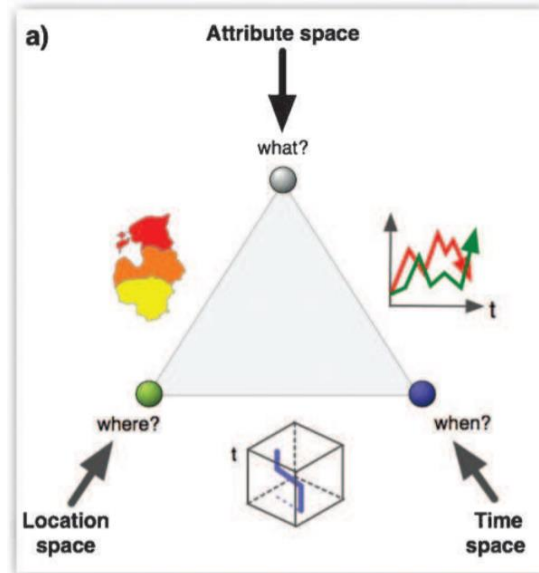 a)
Attribute space
what?
t
where?
when?
t
Location
space
Time
space